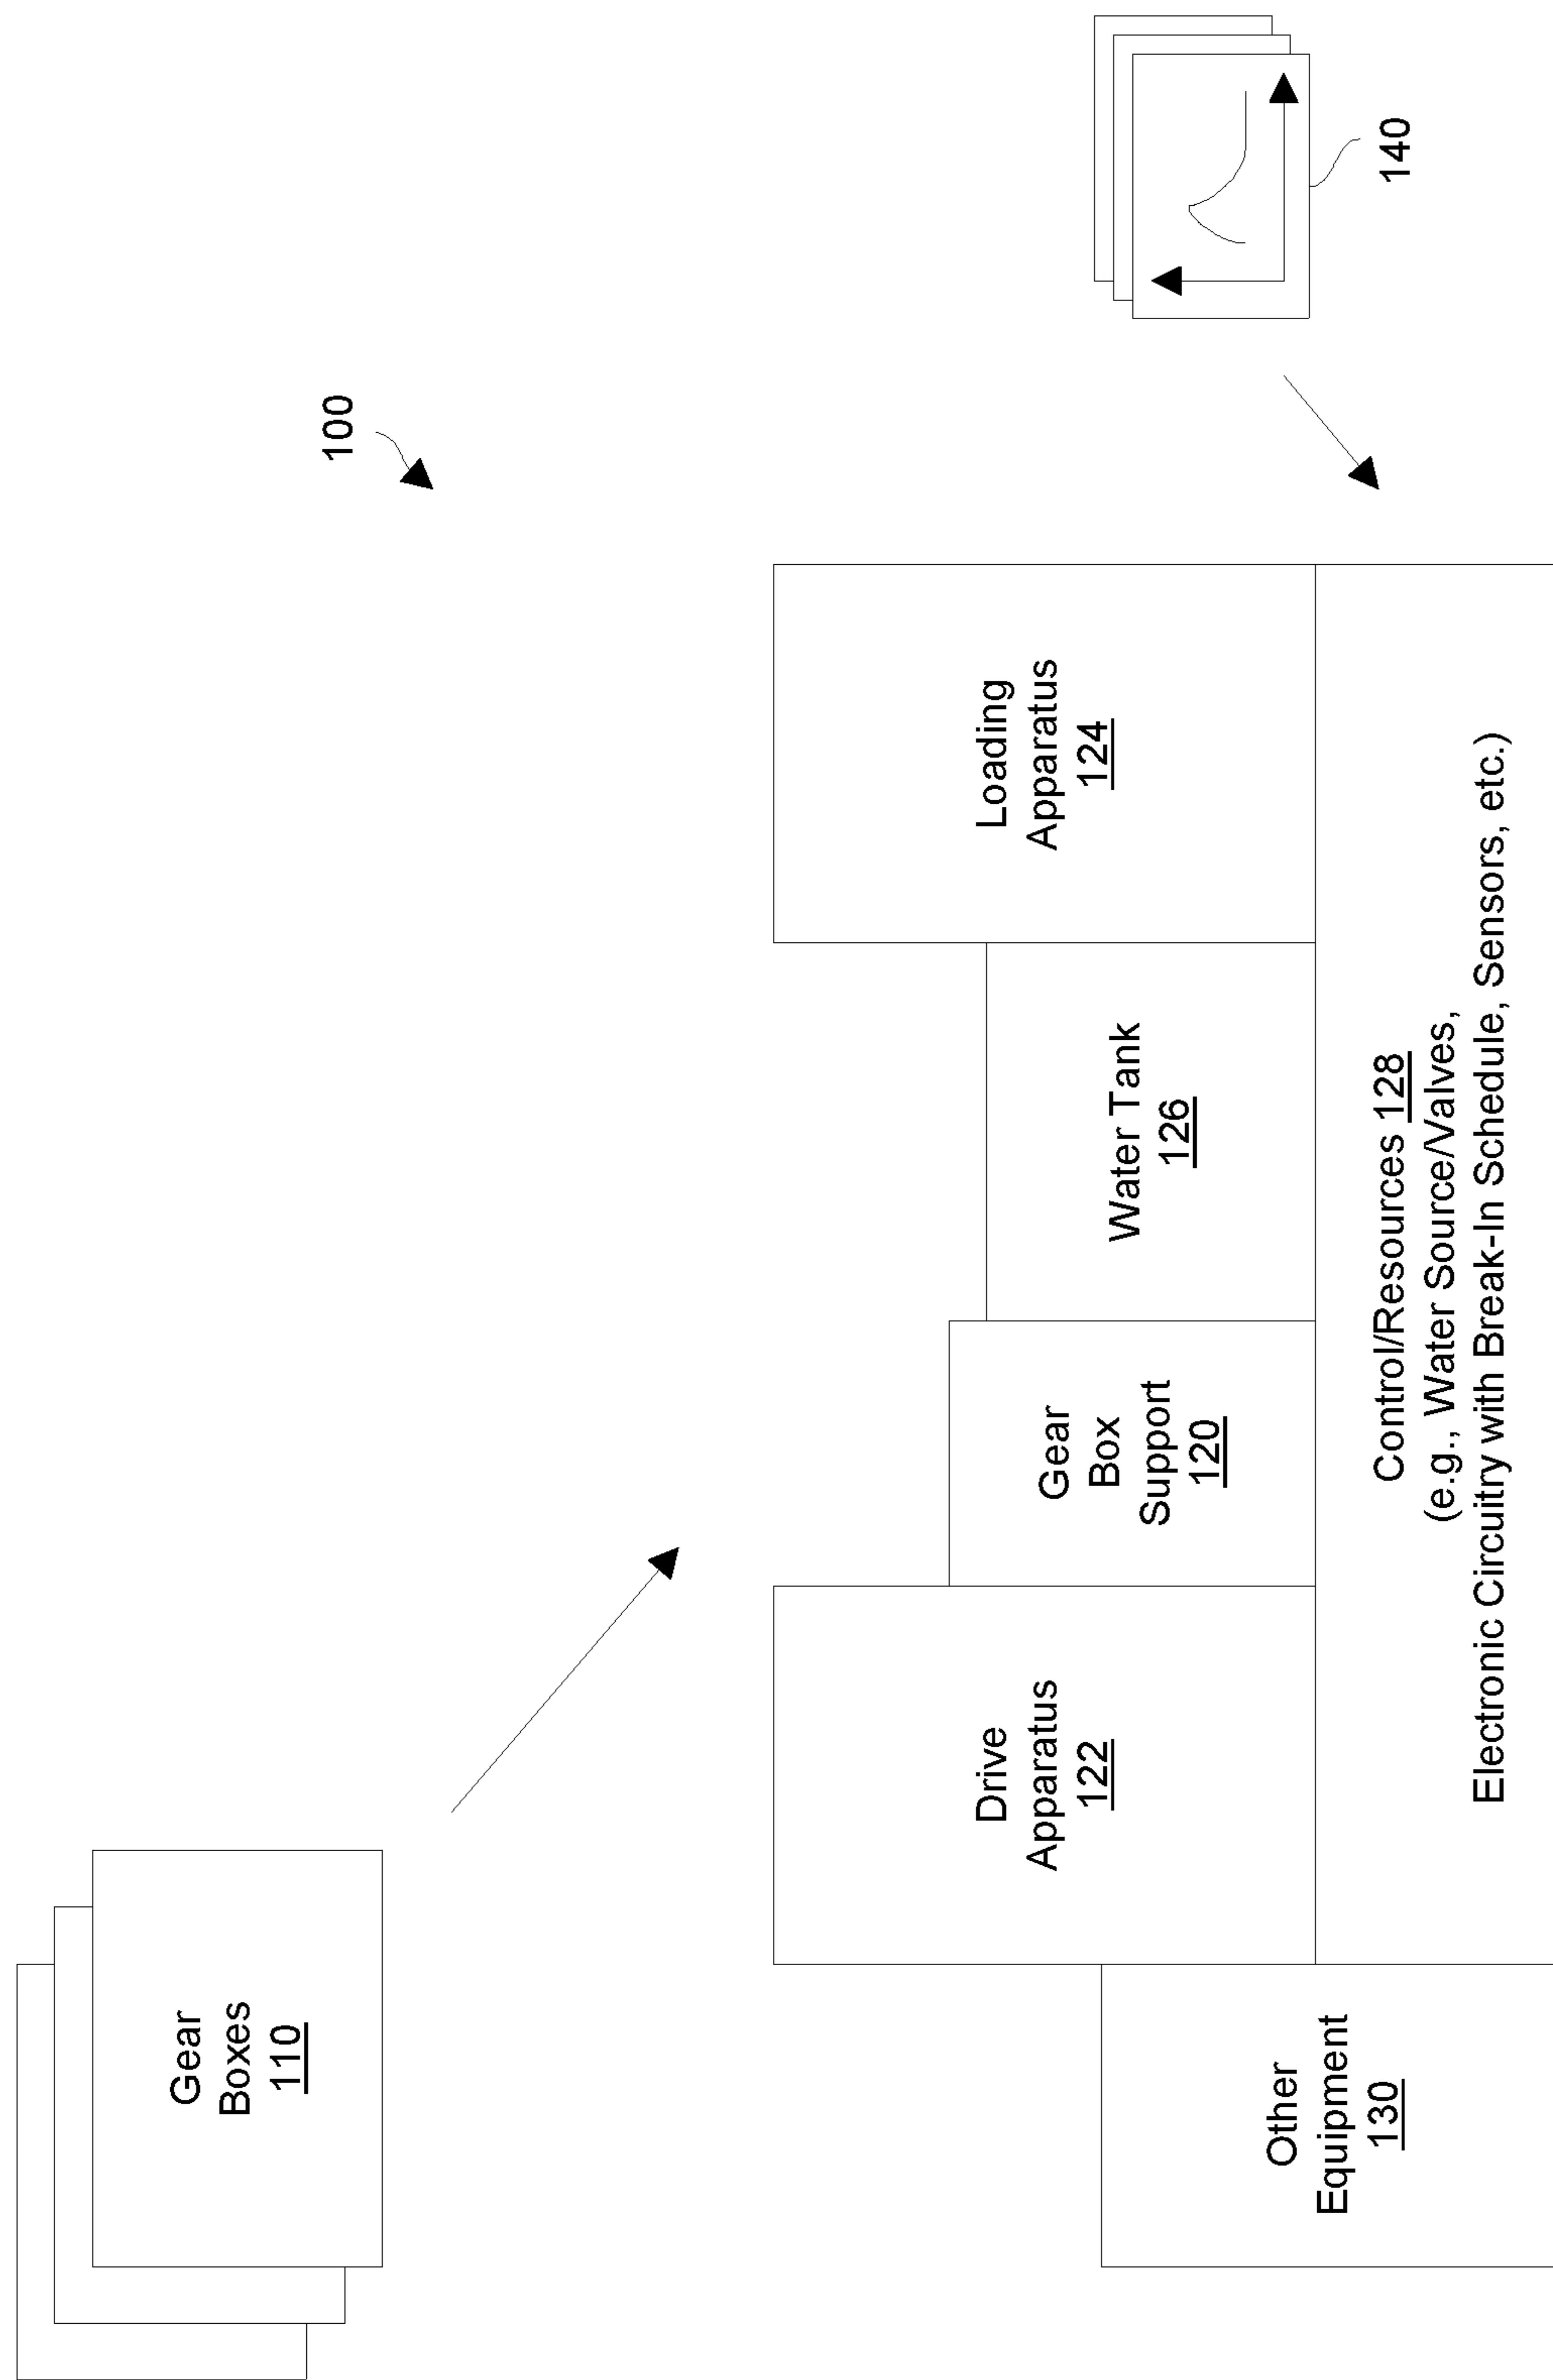 Gear
Boxes
110
100
Drive
Apparatus
122
Gear
Box
Support
120
Water Tank
126
Loading
Apparatus
124
Other
Equipment
130
Control/Resources 128
(e.g., Water Source/Valves,
Electronic Circuitry with Break-In Schedule, Sensors, etc.)
140